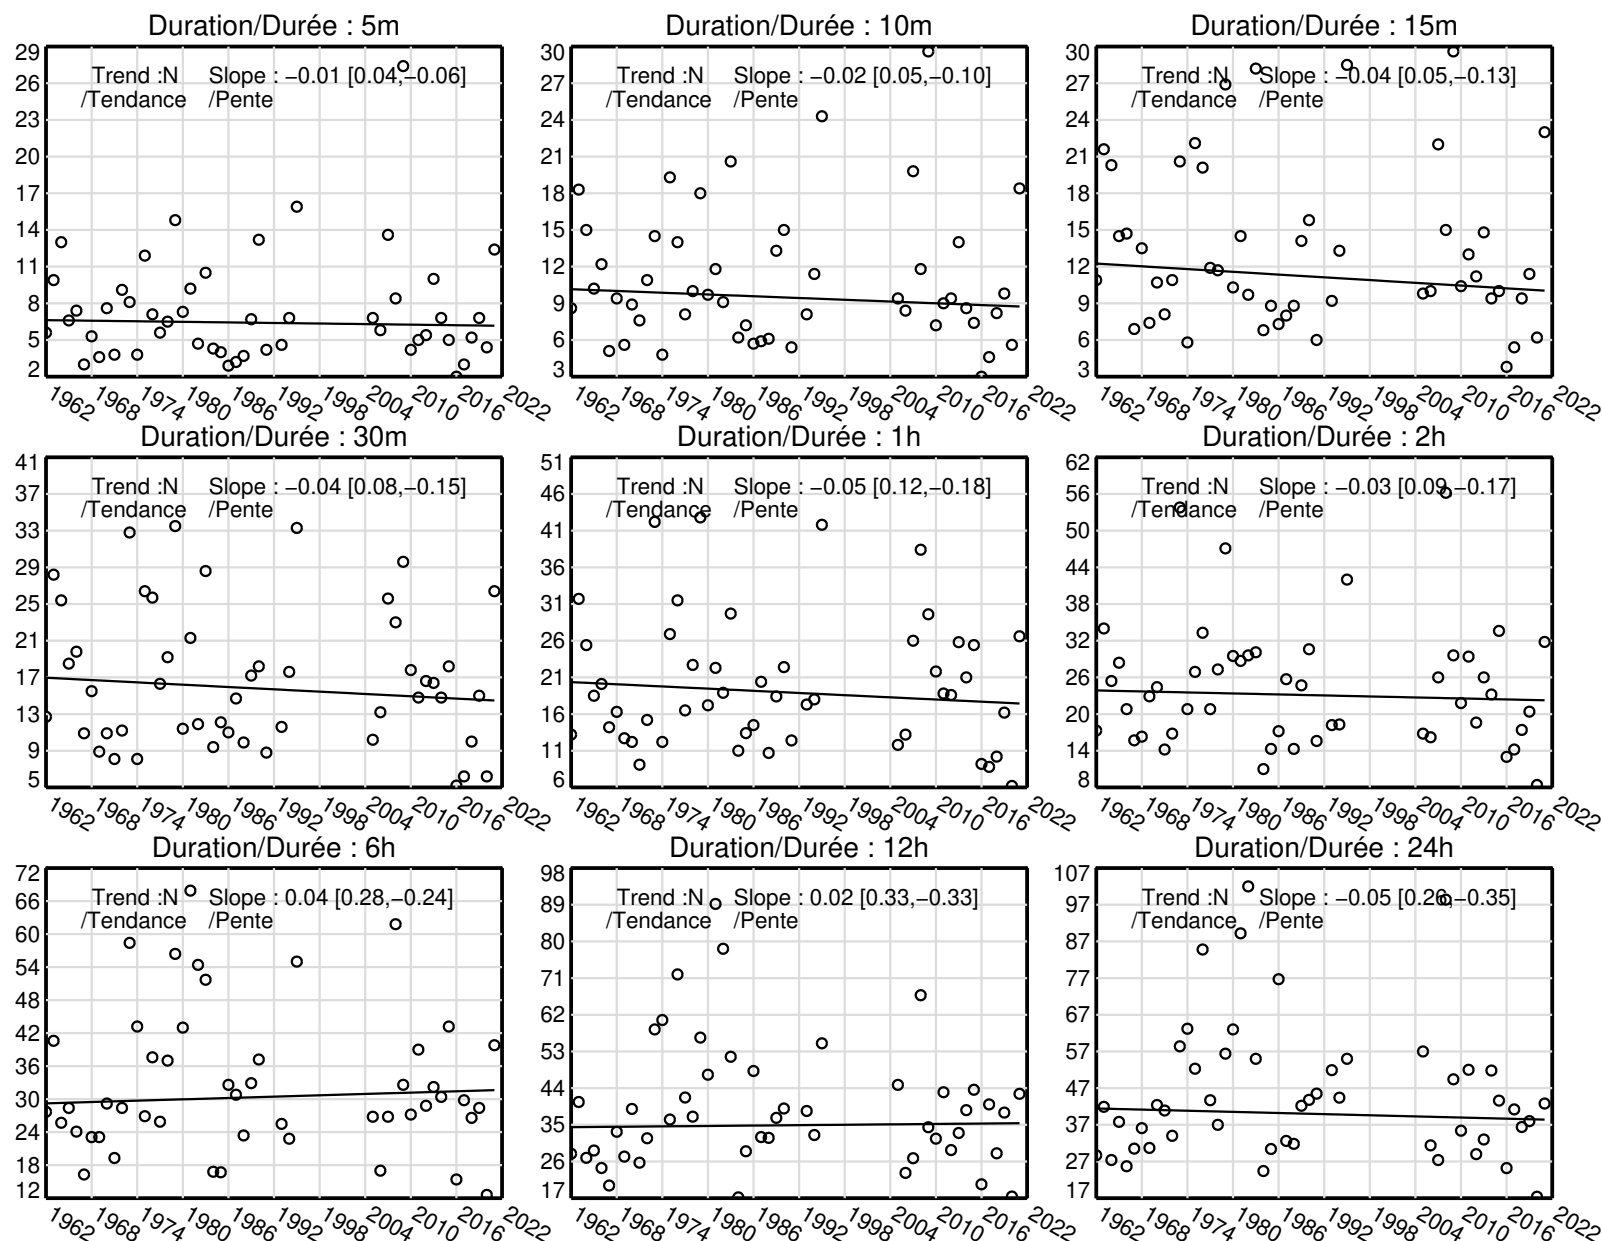 Duration/Durée : 5m
29
26
23
20
17
14
11
8
5
2
Trend :N Slope : −0.01 [0.04,−0.06]
/Tendance /Pente
1962 1968 1974 1980 1986 1992 1998 2004 2010 2016 2022
Duration/Durée : 10m
30
27
24
21
18
15
12
9
6
3
Trend :N Slope : −0.02 [0.05,−0.10]
/Tendance /Pente
1962 1968 1974 1980 1986 1992 1998 2004 2010 2016 2022
Duration/Durée : 15m
30
27
24
21
18
15
12
9
6
3
Trend :N Slope : −0.04 [0.05,−0.13]
/Tendance /Pente
1962 1968 1974 1980 1986 1992 1998 2004 2010 2016 2022
Duration/Durée : 30m
41
37
33
29
25
21
17
13
9
5
Trend :N Slope : −0.04 [0.08,−0.15]
/Tendance /Pente
1962 1968 1974 1980 1986 1992 1998 2004 2010 2016 2022
Duration/Durée : 1h
51
46
41
36
31
26
21
16
11
6
Trend :N Slope : −0.05 [0.12,−0.18]
/Tendance /Pente
1962 1968 1974 1980 1986 1992 1998 2004 2010 2016 2022
Duration/Durée : 2h
62
56
50
44
38
32
26
20
14
8
Trend :N Slope : −0.03 [0.09,−0.17]
/Tendance /Pente
1962 1968 1974 1980 1986 1992 1998 2004 2010 2016 2022
Duration/Durée : 6h
72
66
60
54
48
42
36
30
24
18
12
Trend :N Slope : 0.04 [0.28,−0.24]
/Tendance /Pente
1962 1968 1974 1980 1986 1992 1998 2004 2010 2016 2022
Duration/Durée : 12h
98
89
80
71
62
53
44
35
26
17
Trend :N Slope : 0.02 [0.33,−0.33]
/Tendance /Pente
1962 1968 1974 1980 1986 1992 1998 2004 2010 2016 2022
Duration/Durée : 24h
107
97
87
77
67
57
47
37
27
17
Trend :N Slope : −0.05 [0.26,−0.35]
/Tendance /Pente
1962 1968 1974 1980 1986 1992 1998 2004 2010 2016 2022